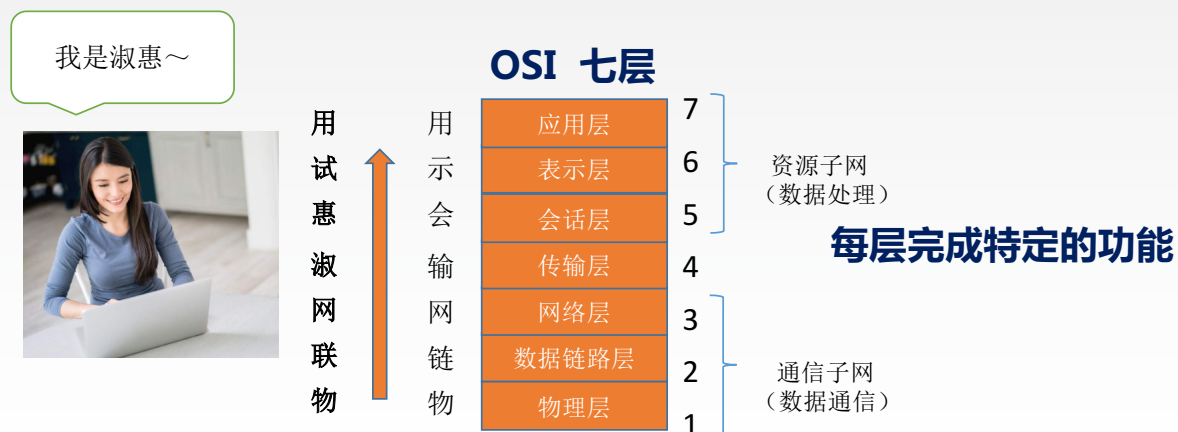 我是淑惠~
OSI 七层
用 用 应用层 7
试 示 表示层 6
惠 会 会话层 5
淑 输 传输层 4
网 网 网络层 3
联 链 数据链路层 2
物 物 物理层 1
资源子网
(数据处理)
每层完成特定的功能
通信子网
(数据通信)